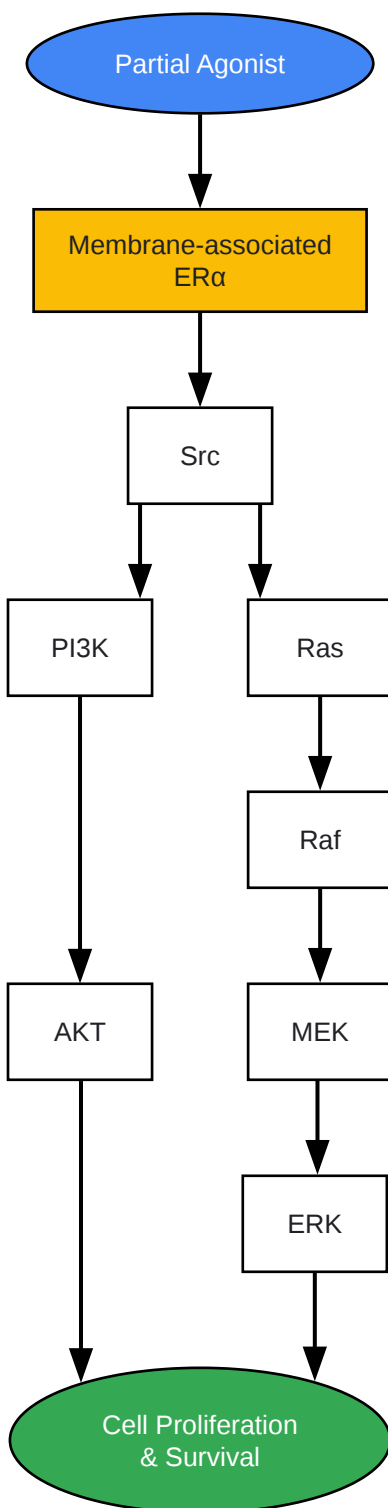 Partial Agonist
Membrane-associated
ERα
Src
PI3K
Ras
Raf
AKT
MEK
ERK
Cell Proliferation
& Survival